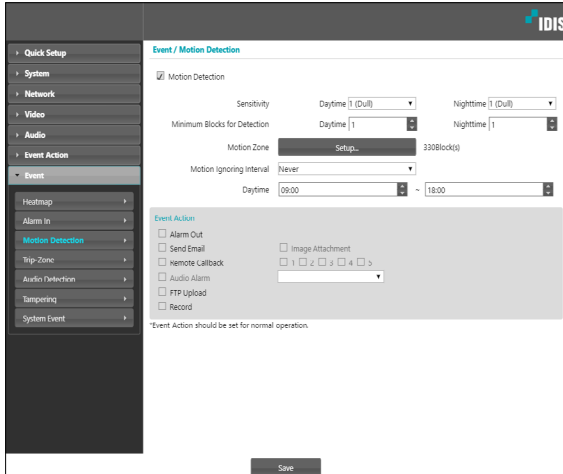 IDIS
Quick Setup
System
Network
Video
Audio
Event Action
Event
Heatmap
Alarm In
Motion Detection
Trip-Zone
Audio Detection
Tampering
System Event
Event / Motion Detection
Motion Detection
Sensitivity Daytime 1 (Dull) Nighttime 1 (Dull)
Minimum Blocks for Detection Daytime 1 Nighttime 1
Motion Zone Setup... 330Block(s)
Motion Ignoring Interval Never
Daytime 09:00 ~ 18:00
Event Action
Alarm Out
Send Email Image Attachment
Remote Callback 1 2 3 4 5
Audio Alarm
FTP Upload
Record
*Event Action should be set for normal operation.
Save